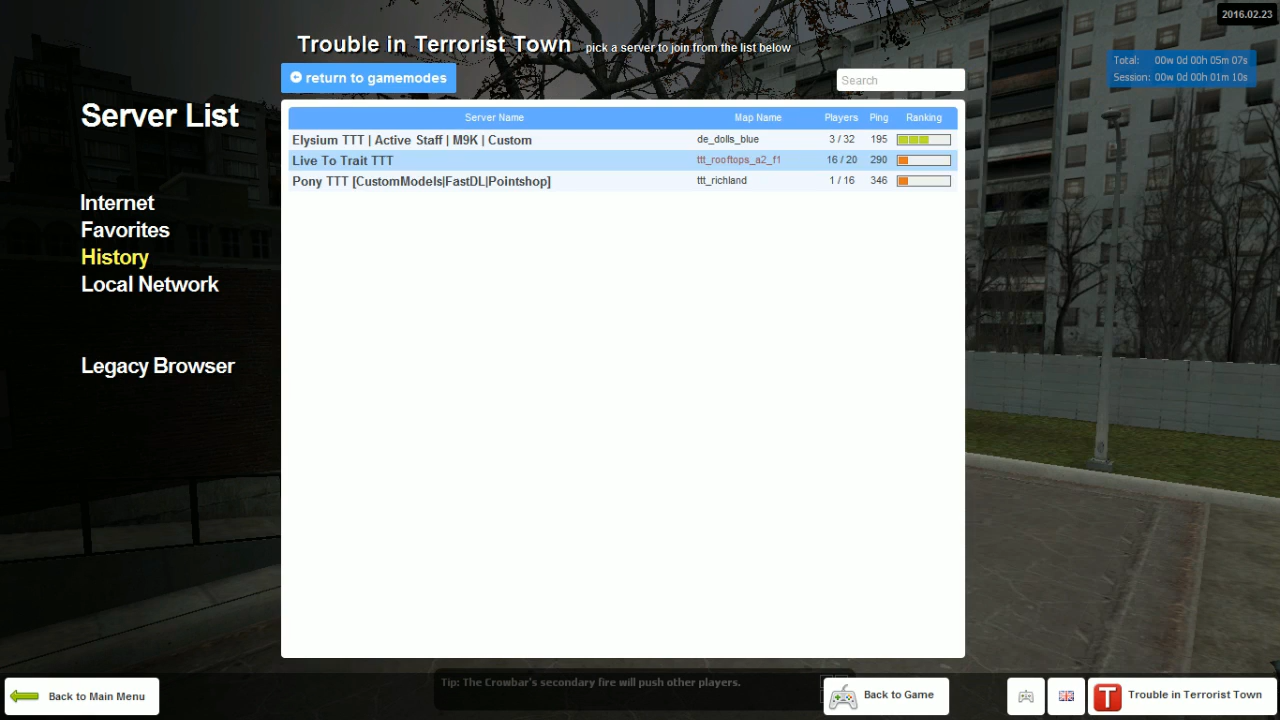 2016.02.23
Trouble in Terrorist Town pick a server to join from the list below
Total: 00w 0d 00h 05m 07s
Session: 00w 0d 00h 01m 10s
return to gamemodes
Search
Server List
Internet
Favorites
History
Local Network
Legacy Browser
Server Name Map Name Players Ping Ranking
Elysium TTT | Active Staff | M9K | Custom de_dolls_blue 3 / 32 195
Live To Trait TTT ttt_rooftops_a2_f1 16 / 20 290
Pony TTT [CustomModels|FastDL|Pointshop] ttt_richland 1 / 16 346
Tip: The Crowbar's secondary fire will push other players.
Back to Main Menu
Back to Game
T Trouble in Terrorist Town